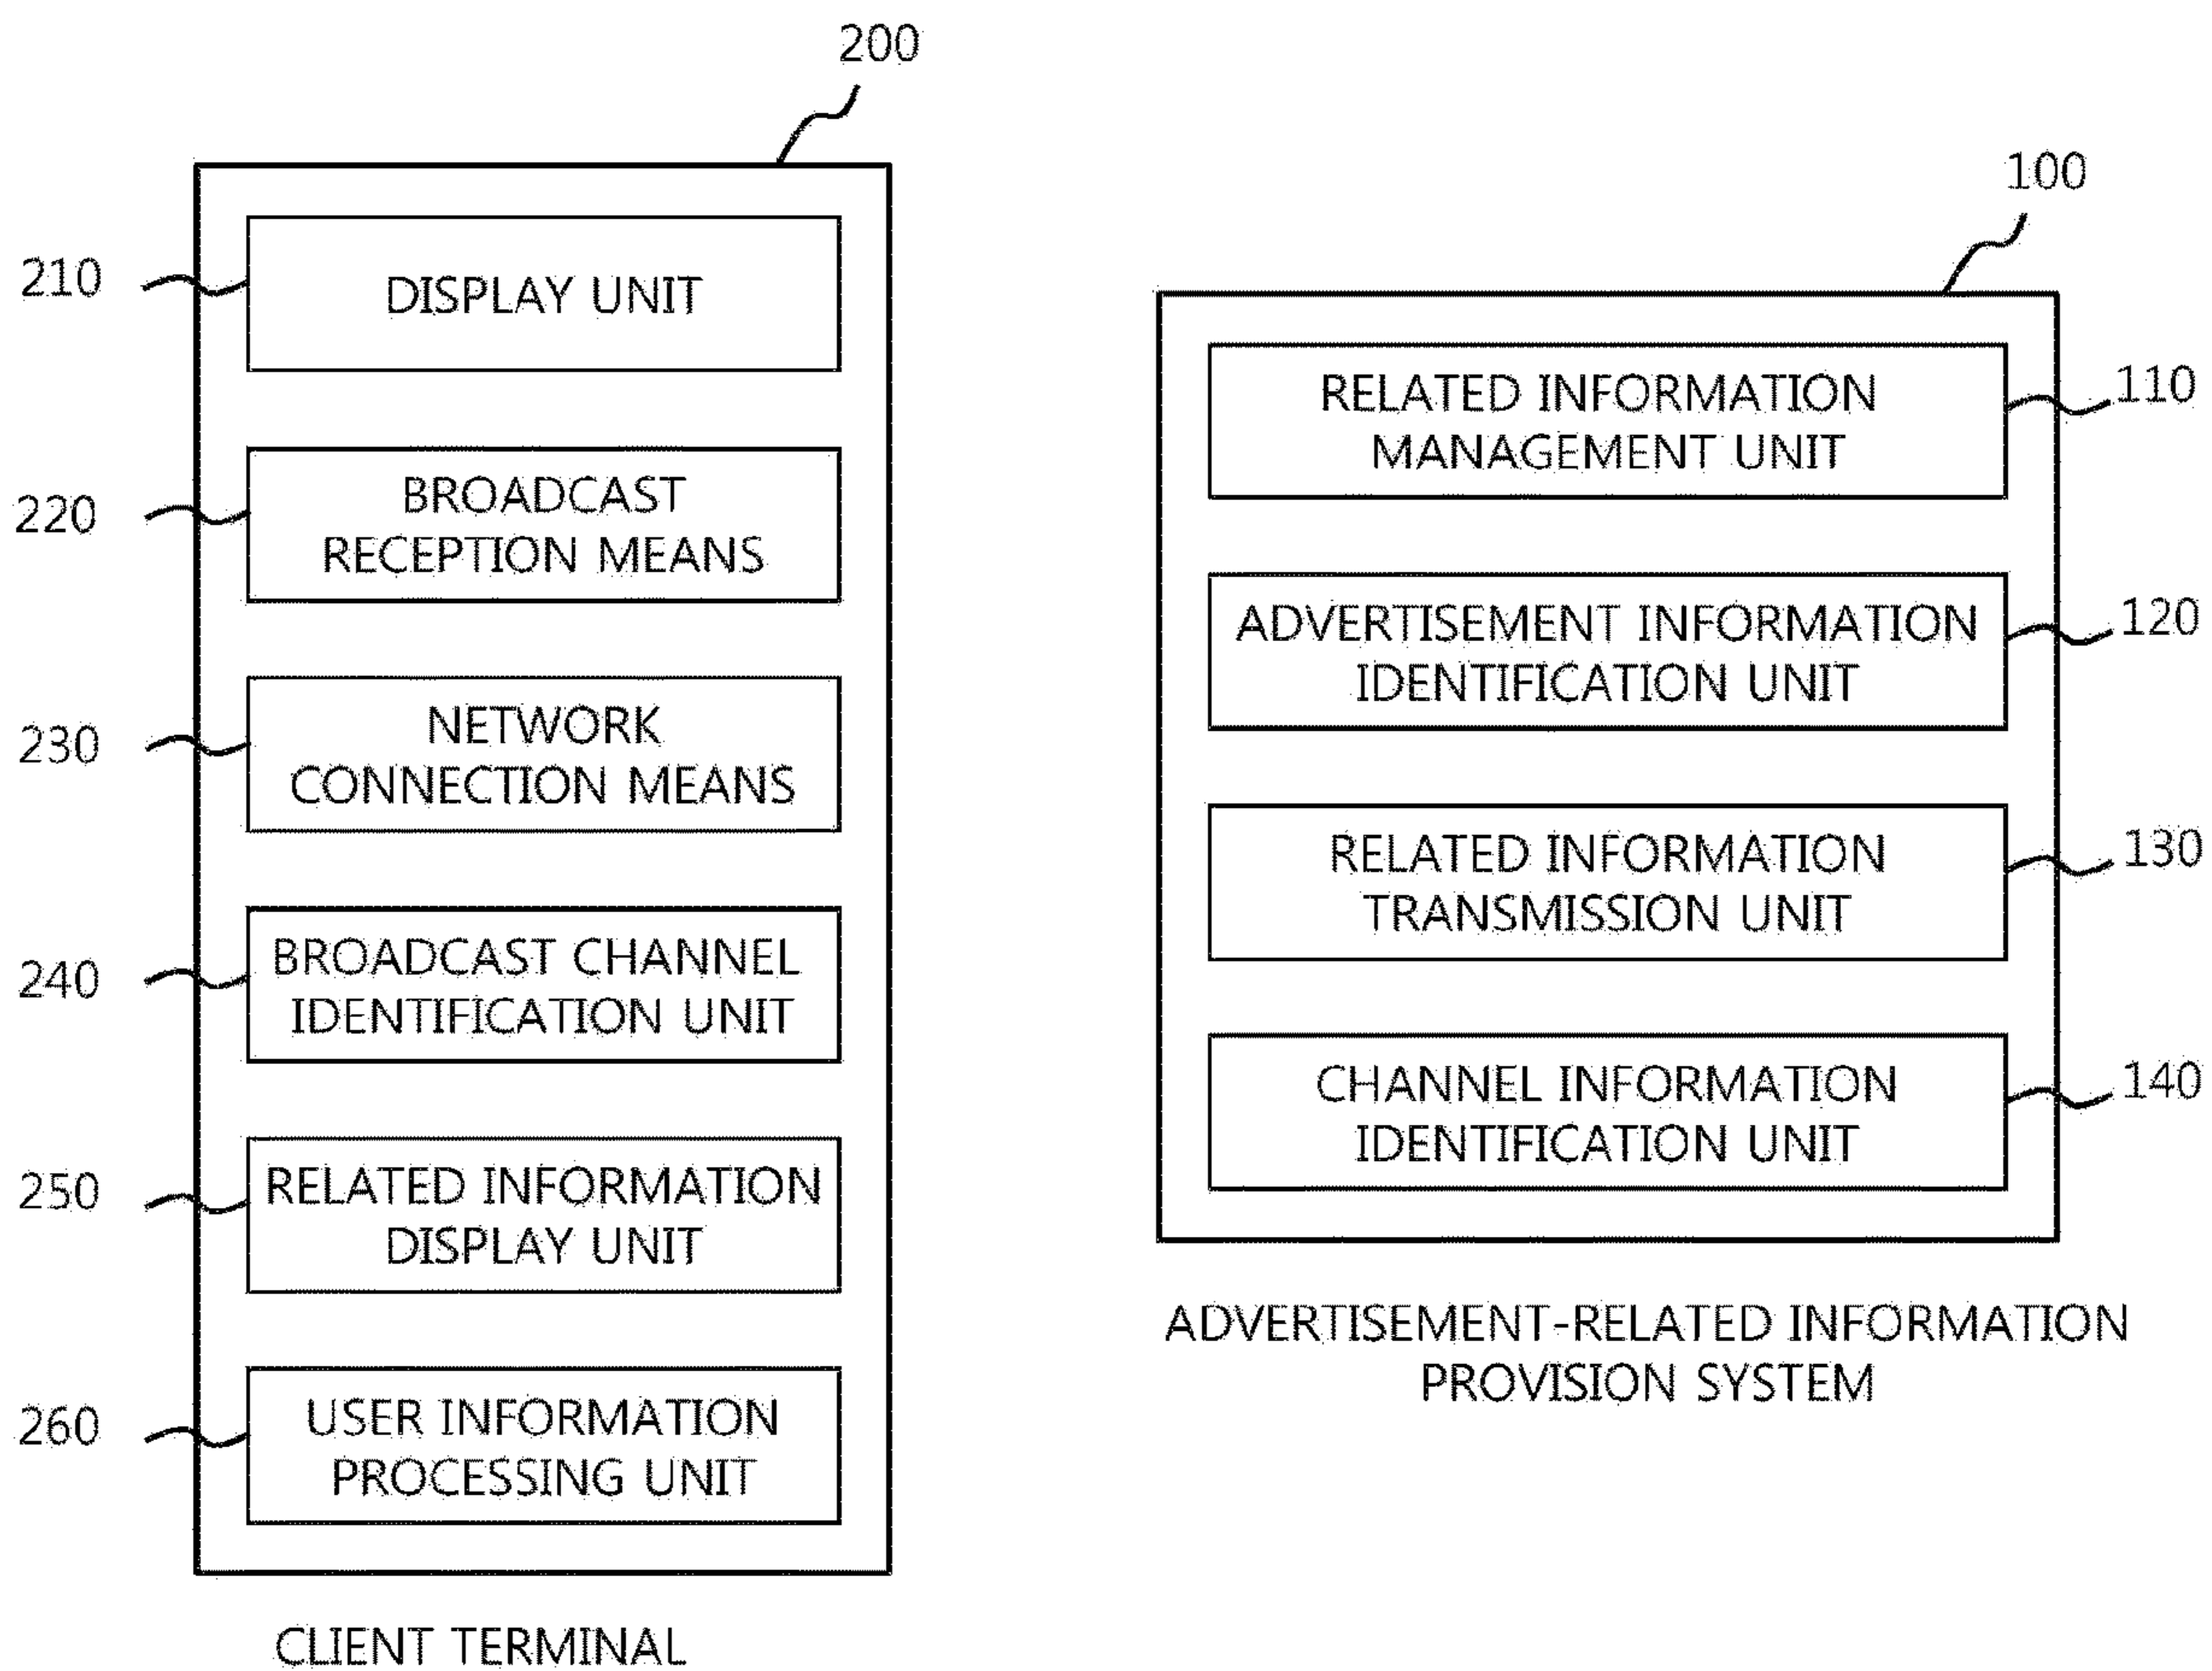 200
210
DISPLAY UNIT
220
BROADCAST
RECEPTION MEANS
230
NETWORK
CONNECTION MEANS
240
BROADCAST CHANNEL
IDENTIFICATION UNIT
250
RELATED INFORMATION
DISPLAY UNIT
260
USER INFORMATION
PROCESSING UNIT
CLIENT TERMINAL
100
RELATED INFORMATION
MANAGEMENT UNIT
110
ADVERTISEMENT INFORMATION
IDENTIFICATION UNIT
120
RELATED INFORMATION
TRANSMISSION UNIT
130
CHANNEL INFORMATION
IDENTIFICATION UNIT
140
ADVERTISEMENT-RELATED INFORMATION
PROVISION SYSTEM